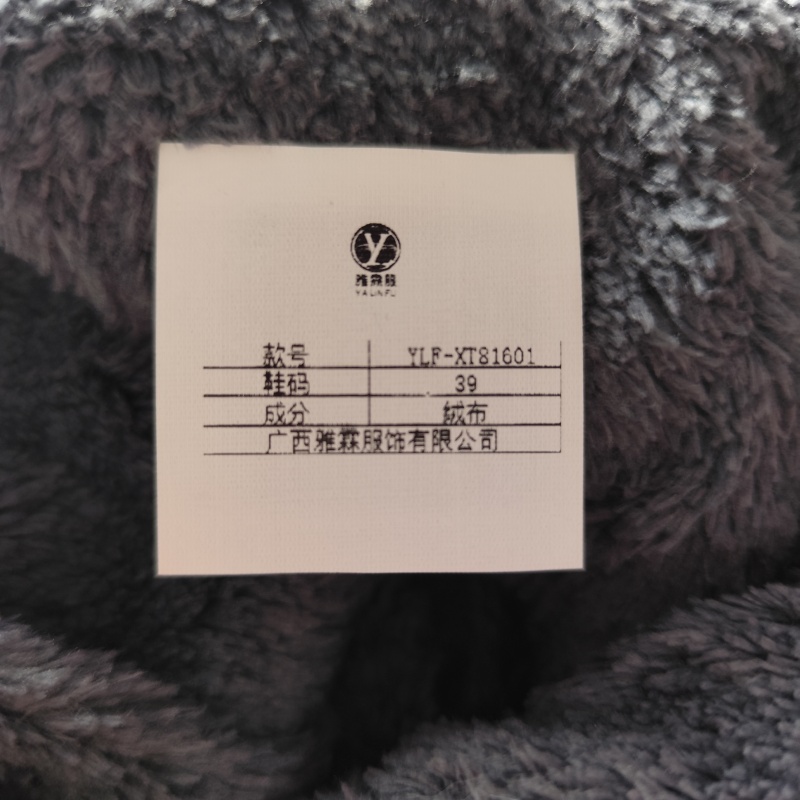 Y
雅霖服
YALINFU
款号 YLF-XT81601
鞋码 39
成分 绒布
广西雅霖服饰有限公司